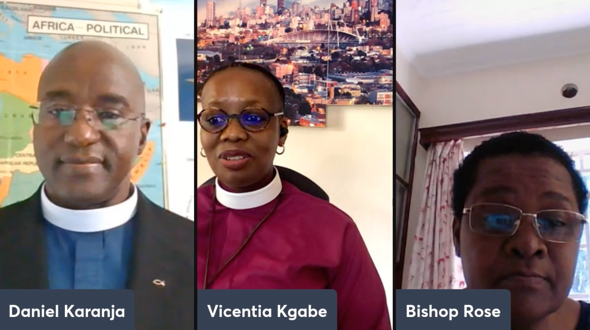 AFRICA - POLITICAL
Daniel Karanja
Vicentia Kgabe
Bishop Rose